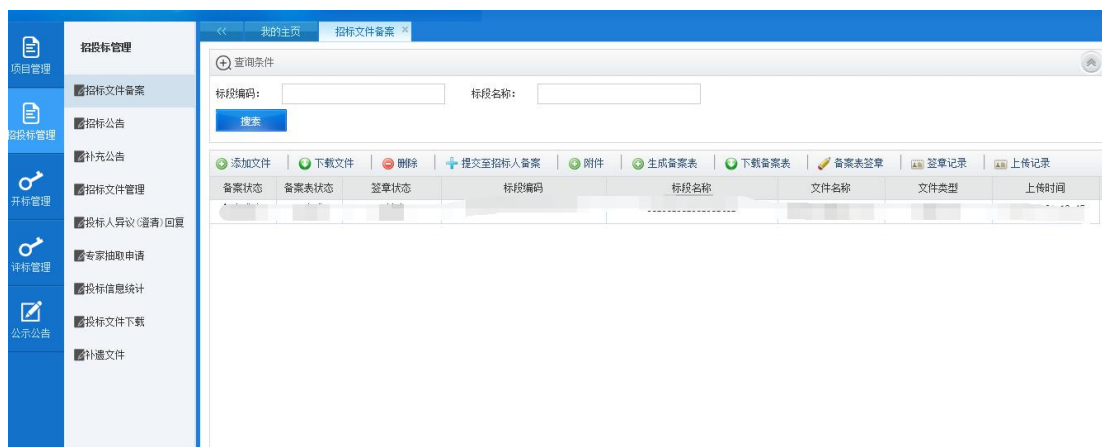 项目管理
招投标管理
开标管理
评标管理
公示公告
招投标管理
招标文件备案
招标公告
补充公告
招标文件管理
投标人异议(澄清)回复
专家抽取申请
投标信息统计
投标文件下载
补遗文件
<< 我的主页 招标文件备案 ×
查询条件
标段编码: 标段名称:
搜索
添加文件 下载文件 删除 提交至招标人备案 附件 生成备案表 下载备案表 备案表签章 签章记录 上传记录
备案状态 备案表状态 签章状态 标段编码 标段名称 文件名称 文件类型 上传时间